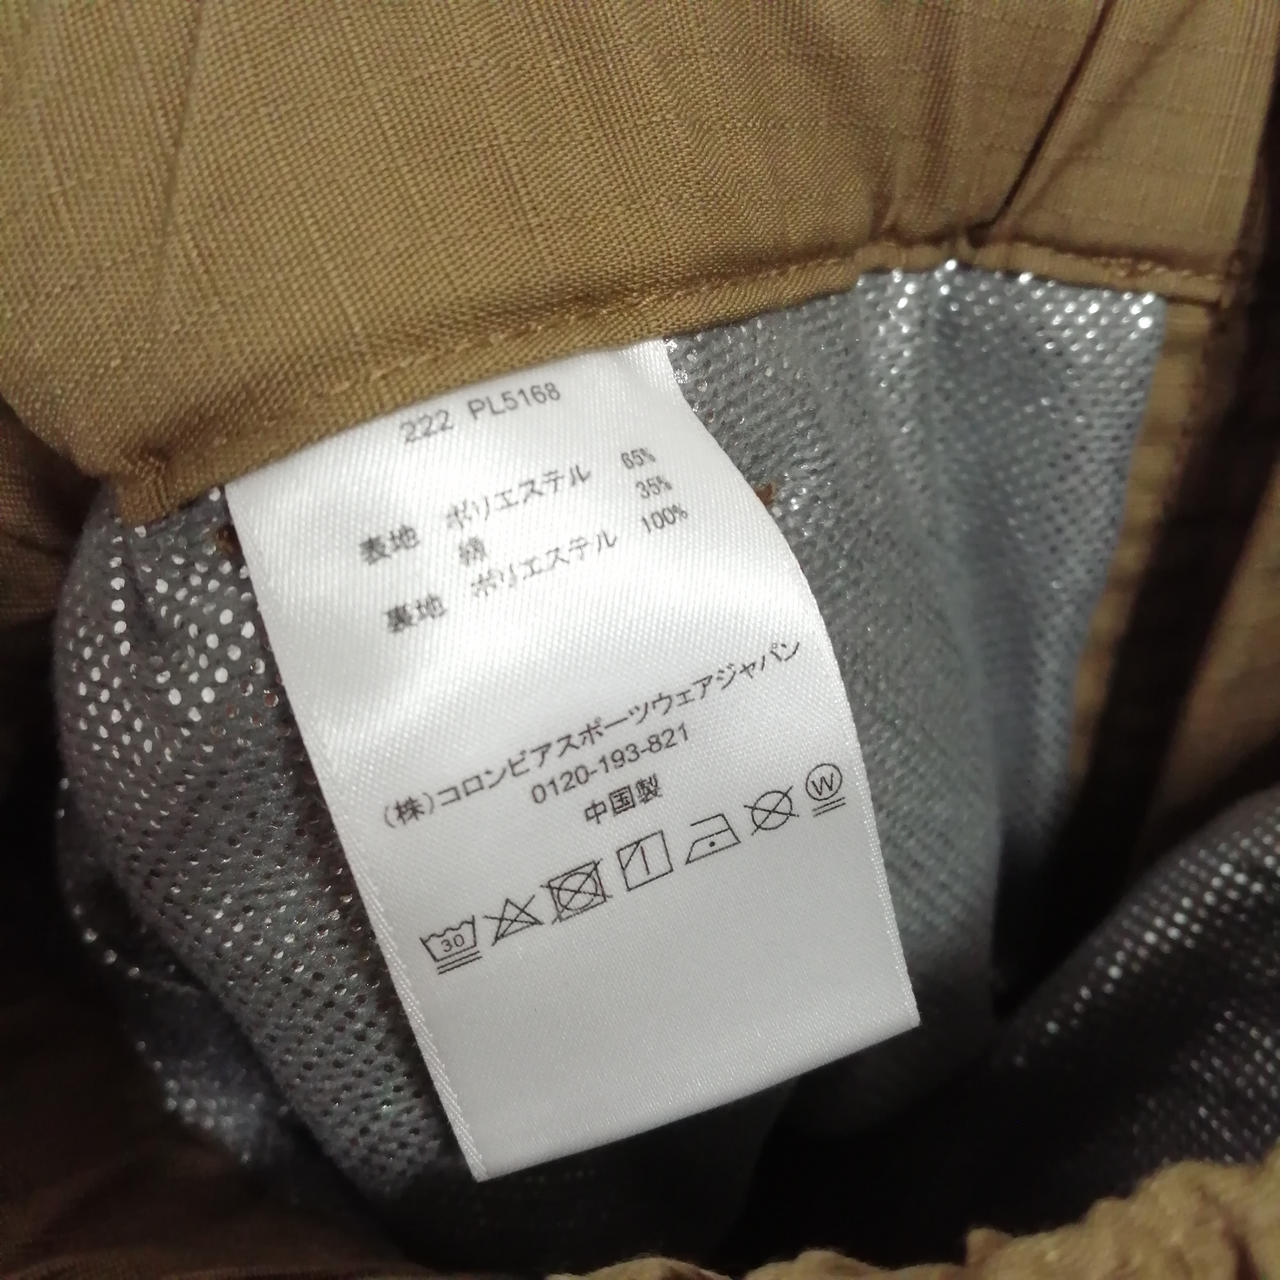 222 PL5168
表地 ポリエステル 65%
綿 35%
裏地 ポリエステル 100%
(株)コロンビアスポーツウェアジャパン
0120-193-821
中国製
30
W